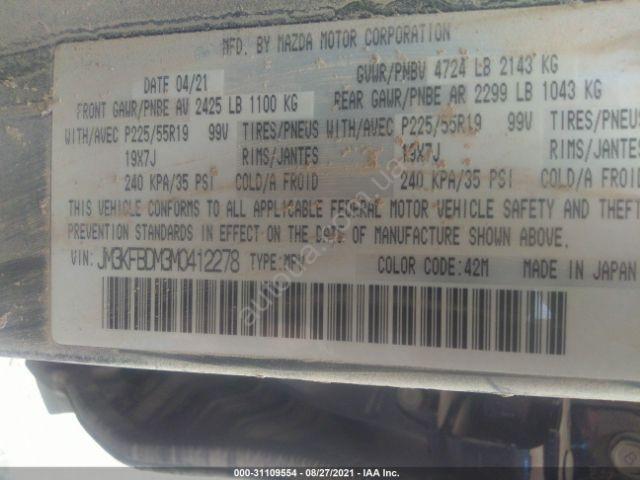 MFD. BY MAZDA MOTOR CORPORATION
DATE 04/21 GVWR/PNBV 4724 LB 2143 KG
FRONT GAWR/PNBE AV 2425 LB 1100 KG REAR GAWR/PNBE AR 2299 LB 1043 KG
WITH/AVEC P225/55R19 99V TIRES/PNEUS WITH/AVEC P225/55R19 99V TIRES/PNEUS
19X7J RIMS/JANTES 19X7J RIMS/JANTES
240 KPA/35 PSI COLD/A FROID 240 KPA/35 PSI COLD/A FROID
THIS VEHICLE CONFORMS TO ALL APPLICABLE FEDERAL MOTOR VEHICLE SAFETY AND THEFT
PREVENTION STANDARDS IN EFFECT ON THE DATE OF MANUFACTURE SHOWN ABOVE.
VIN: JM3KFBDM3M0412278 TYPE: MPV COLOR CODE: 42M MADE IN JAPAN
000-31109554 // 08/27/2021 - IAA Inc.